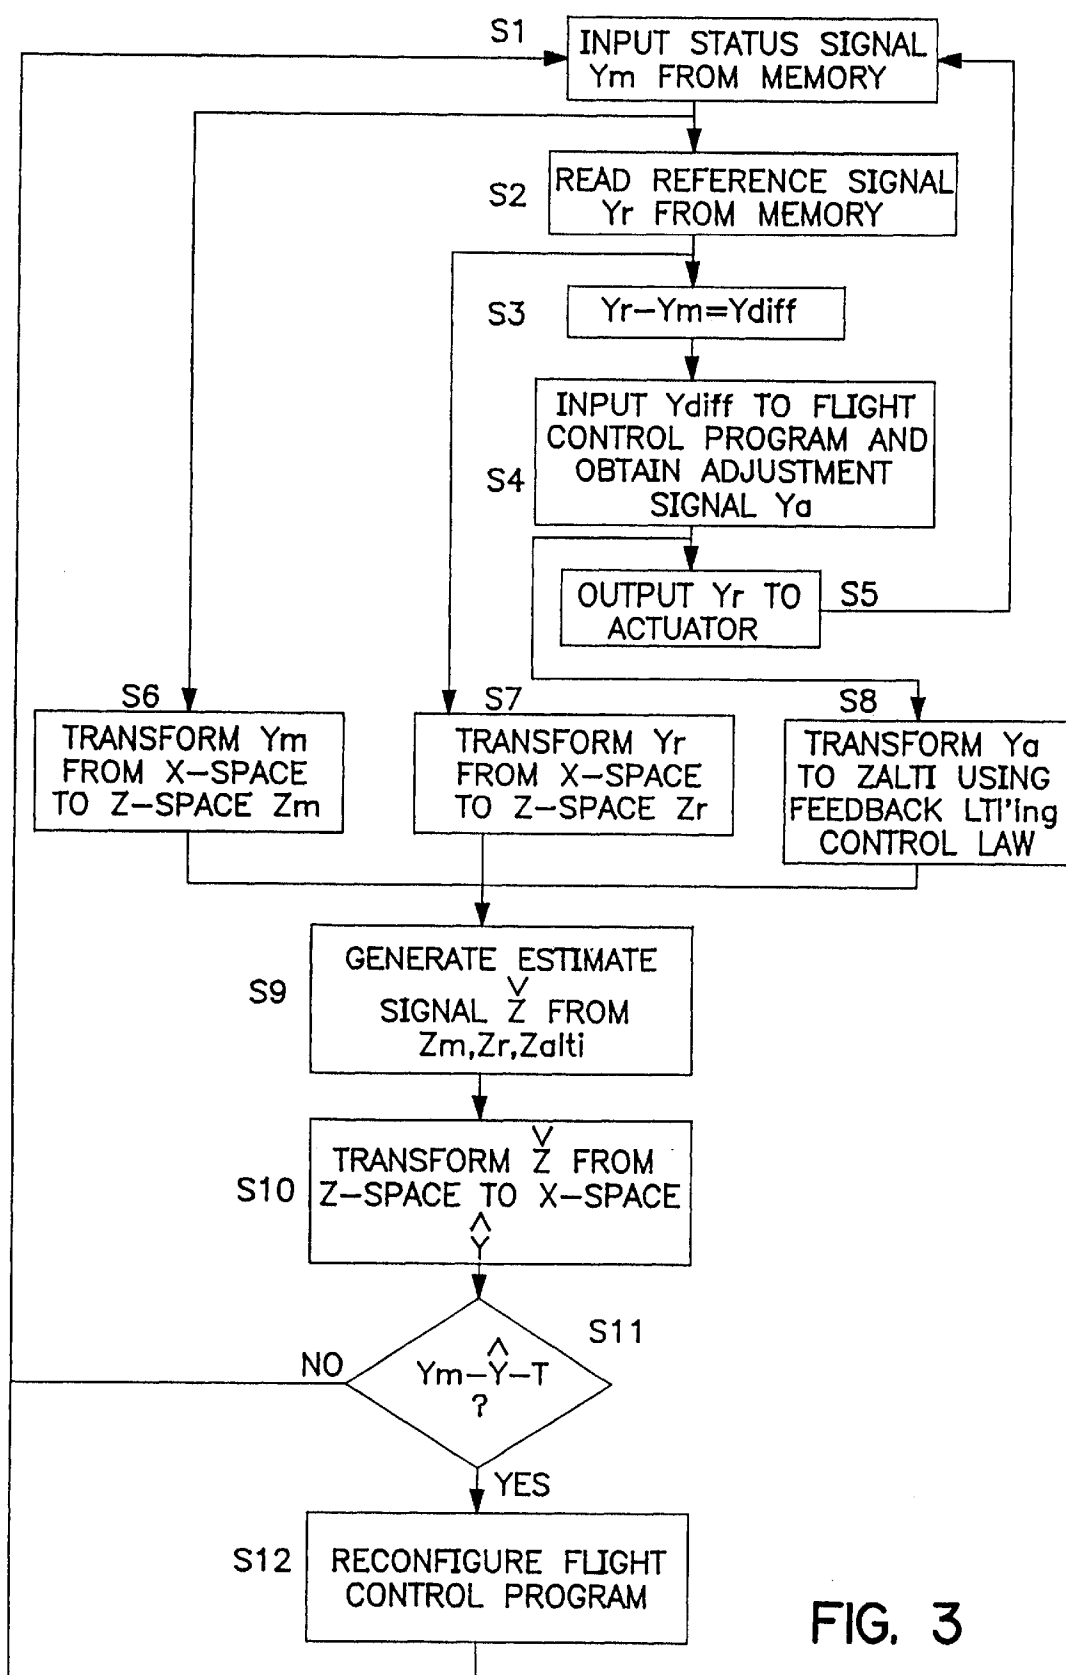 S1
INPUT STATUS SIGNAL
Ym FROM MEMORY
S2
READ REFERENCE SIGNAL
Yr FROM MEMORY
S3
Yr-Ym=Ydiff
S4
INPUT Ydiff TO FLIGHT
CONTROL PROGRAM AND
OBTAIN ADJUSTMENT
SIGNAL Ya
OUTPUT Yr TO
ACTUATOR
S5
S6
TRANSFORM Ym
FROM X-SPACE
TO Z-SPACE Zm
S7
TRANSFORM Yr
FROM X-SPACE
TO Z-SPACE Zr
S8
TRANSFORM Ya
TO ZALTI USING
FEEDBACK LTI'ing
CONTROL LAW
S9
GENERATE ESTIMATE
SIGNAL Ž FROM
Zm,Zr,Zalti
S10
TRANSFORM Ž FROM
Z-SPACE TO X-SPACE
Ŷ
S11
Ym-Ŷ-T
?
NO
YES
S12
RECONFIGURE FLIGHT
CONTROL PROGRAM
FIG. 3